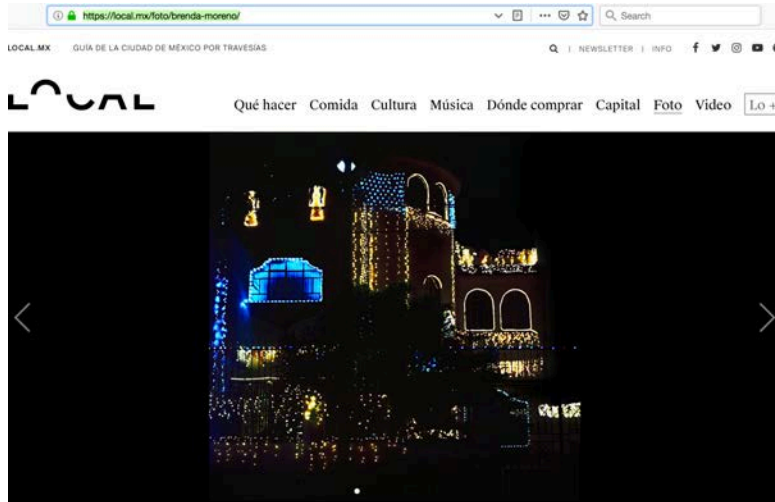 https://local.mx/foto/brenda-moreno/
Search
LOCAL.MX GUÍA DE LA CIUDAD DE MÉXICO POR TRAVESÍAS
NEWSLETTER | INFO
LOCAL
Qué hacer Comida Cultura Música Dónde comprar Capital Foto Video Lo +